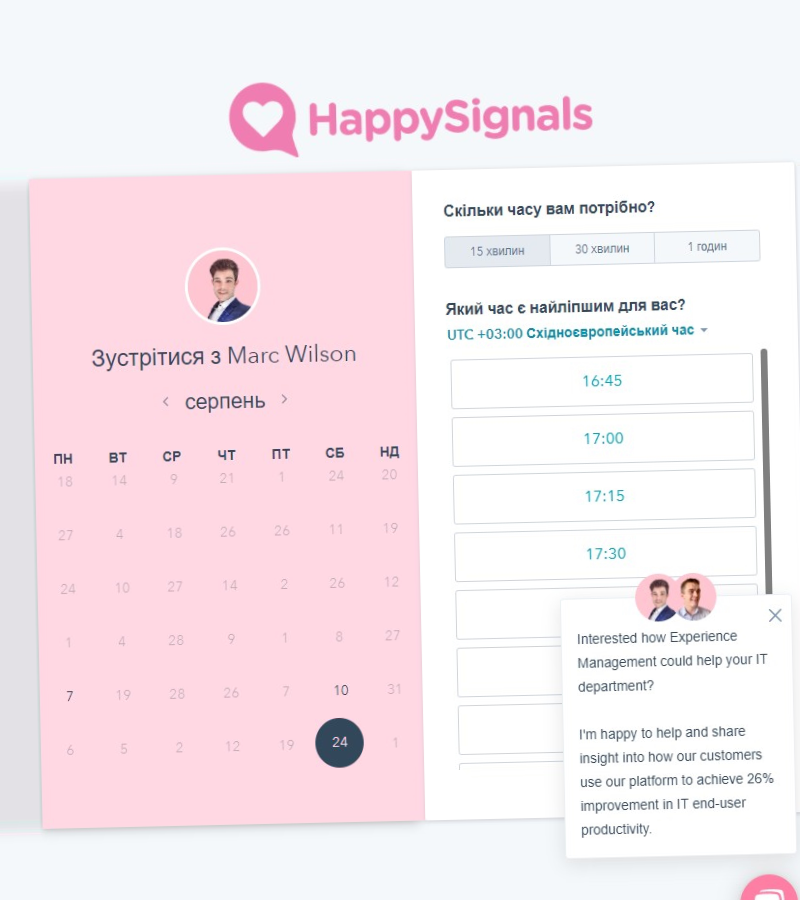 HappySignals
Зустрітися з Marc Wilson
серпень
ПН ВТ СР ЧТ ПТ СБ НД
18 14 9 21 1 24 20
27 4 18 26 26 11 19
24 10 27 14 2 26 12
1 4 28 9 1 8 27
7 19 28 26 7 10 31
6 5 2 12 19 24 1
Скільки часу вам потрібно?
15 хвилин 30 хвилин 1 годин
Який час є найліпшим для вас?
UTC +03:00 Східноєвропейський час
16:45
17:00
17:15
17:30
Interested how Experience
Management could help your IT
department?
I'm happy to help and share
insight into how our customers
use our platform to achieve 26%
improvement in IT end-user
productivity.